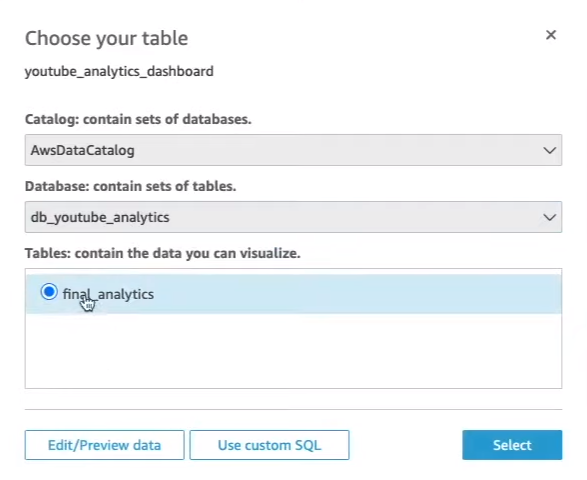 Choose your table
youtube_analytics_dashboard
Catalog: contain sets of databases.
AwsDataCatalog
Database: contain sets of tables.
db_youtube_analytics
Tables: contain the data you can visualize.
final_analytics
Edit/Preview data
Use custom SQL
Select